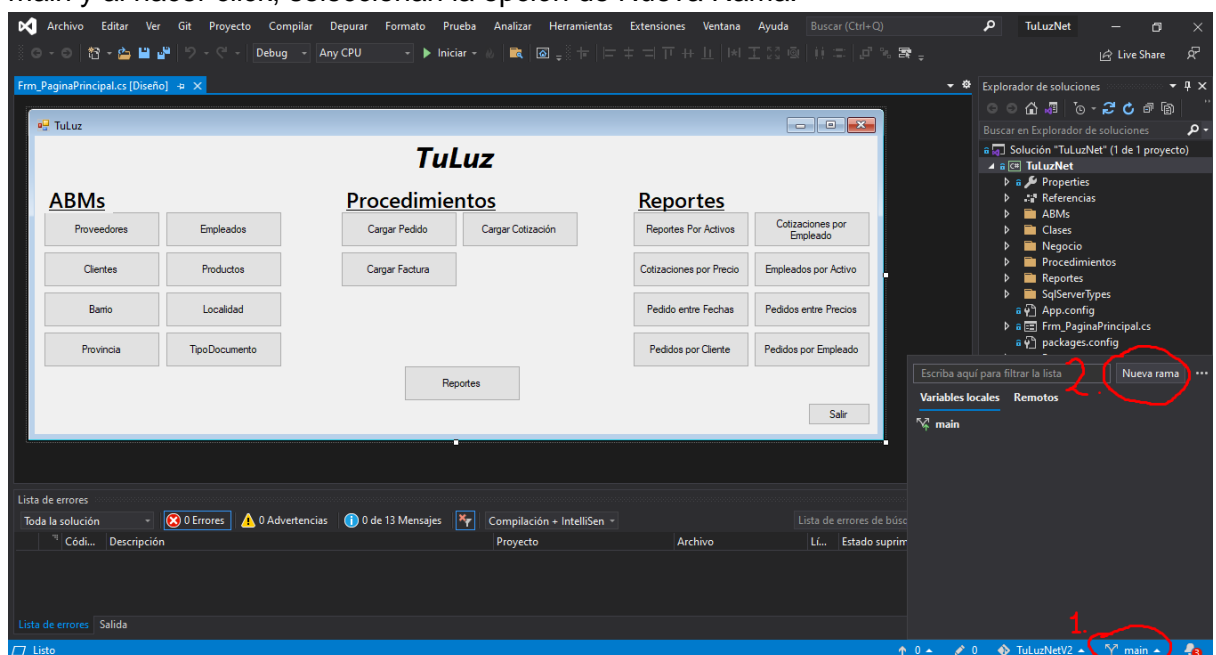 main y al hacer click, seleccionan la opción de Nueva Rama.
Archivo Editar Ver Git Proyecto Compilar Depurar Formato Prueba Analizar Herramientas Extensiones Ventana Ayuda Buscar (Ctrl+Q) TuLuzNet
Debug Any CPU Iniciar Live Share
Frm_PaginaPrincipal.cs [Diseño]
Explorador de soluciones
Buscar en Explorador de soluciones
Solución "TuLuzNet" (1 de 1 proyecto)
TuLuzNet
Properties
Referencias
ABMs
Clases
Negocio
Procedimientos
Reportes
SqlServerTypes
App.config
Frm_PaginaPrincipal.cs
packages.config
TuLuz
TuLuz
ABMs Procedimientos Reportes
Proveedores Empleados Cargar Pedido Cargar Cotización Reportes Por Activos Cotizaciones por
Empleado
Clientes Productos Cargar Factura Cotizaciones por Precio Empleados por Activo
Barrio Localidad Pedido entre Fechas Pedidos entre Precios
Provincia TipoDocumento Pedidos por Cliente Pedidos por Empleado
Reportes
Salir
Escriba aquí para filtrar la lista 2. Nueva rama ...
Variables locales Remotos
main
Lista de errores
Toda la solución 0 Errores 0 Advertencias 0 de 13 Mensajes Compilación + IntelliSen Lista de errores de búsc
Códi... Descripción Proyecto Archivo Lí... Estado suprim
Lista de errores Salida
1.
Listo 0 0 TuLuzNetV2 main 3